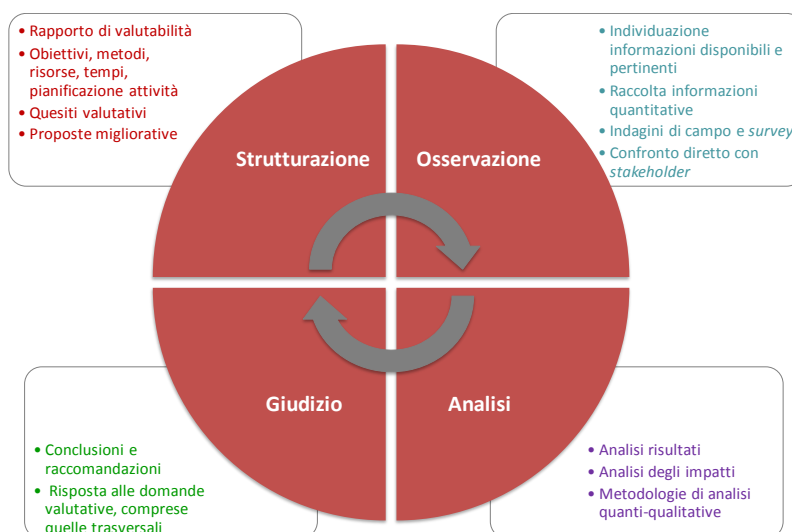 • Rapporto di valutabilità
• Obiettivi, metodi,
risorse, tempi,
pianificazione attività
• Quesiti valutativi
• Proposte migliorative
• Individuazione
informazioni disponibili e
pertinenti
• Raccolta informazioni
quantitative
• Indagini di campo e survey
• Confronto diretto con
stakeholder
Strutturazione
Osservazione
Giudizio
Analisi
• Conclusioni e
raccomandazioni
• Risposta alle domande
valutative, comprese
quelle trasversali
• Analisi risultati
• Analisi degli impatti
• Metodologie di analisi
quanti-qualitative